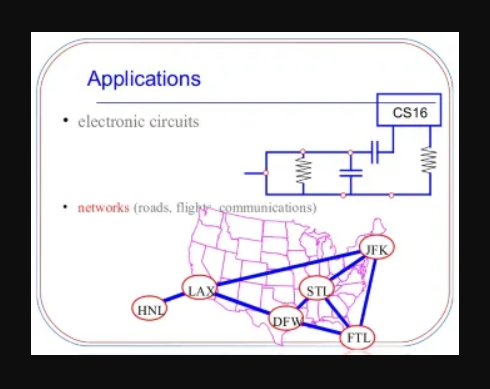 Applications
CS16
• electronic circuits
• networks (roads, flights, communications)
JFK
LAX
STL
HNL
DFW
FTL